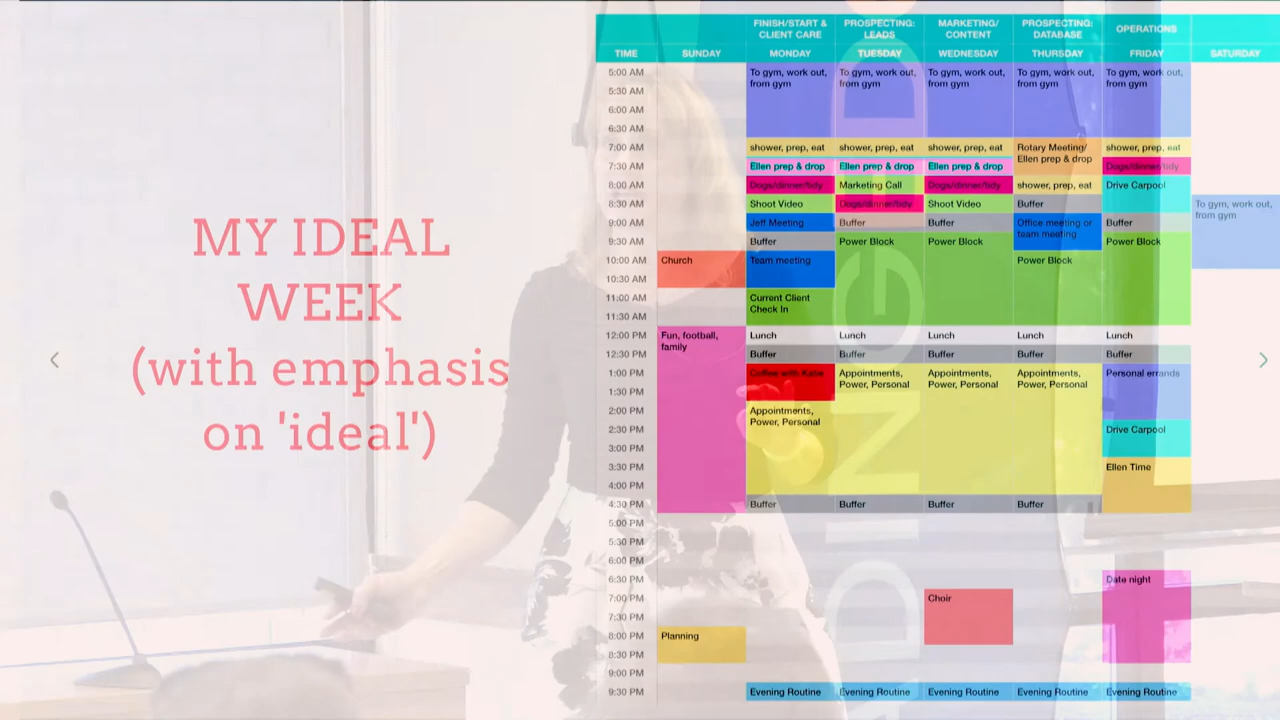 MY IDEAL
WEEK
(with emphasis
on 'ideal')
FINISH/START & CLIENT CARE PROSPECTING: LEADS MARKETING/ CONTENT PROSPECTING: DATABASE OPERATIONS
TIME SUNDAY MONDAY TUESDAY WEDNESDAY THURSDAY FRIDAY SATURDAY
5:00 AM To gym, work out, To gym, work out, To gym, work out, To gym, work out, To gym, work out,
from gym from gym from gym from gym from gym
5:30 AM
6:00 AM
6:30 AM
7:00 AM shower, prep, eat shower, prep, eat shower, prep, eat Rotary Meeting/ shower, prep, eat
Ellen prep & drop
7:30 AM Ellen prep & drop Ellen prep & drop Ellen prep & drop Dogs/dinner/tidy
8:00 AM Dogs/dinner/tidy Marketing Call Dogs/dinner/tidy shower, prep, eat Drive Carpool
8:30 AM Shoot Video Dogs/dinner/tidy Shoot Video Buffer To gym, work out,
from gym
9:00 AM Jeff Meeting Buffer Buffer Office meeting or Buffer
team meeting
9:30 AM Buffer Power Block Power Block Power Block
10:00 AM Church Team meeting Power Block
10:30 AM
11:00 AM Current Client
Check In
11:30 AM
12:00 PM Fun, football, Lunch Lunch Lunch Lunch Lunch
family
12:30 PM Buffer Buffer Buffer Buffer Buffer
1:00 PM Coffee with Katie Appointments, Appointments, Appointments, Personal errands
Power, Personal Power, Personal Power, Personal
1:30 PM
2:00 PM Appointments,
Power, Personal
2:30 PM Drive Carpool
3:00 PM
3:30 PM Ellen Time
4:00 PM
4:30 PM Buffer Buffer Buffer Buffer
5:00 PM
5:30 PM
6:00 PM
6:30 PM Date night
7:00 PM Choir
7:30 PM
8:00 PM Planning
8:30 PM
9:00 PM
9:30 PM Evening Routine Evening Routine Evening Routine Evening Routine Evening Routine